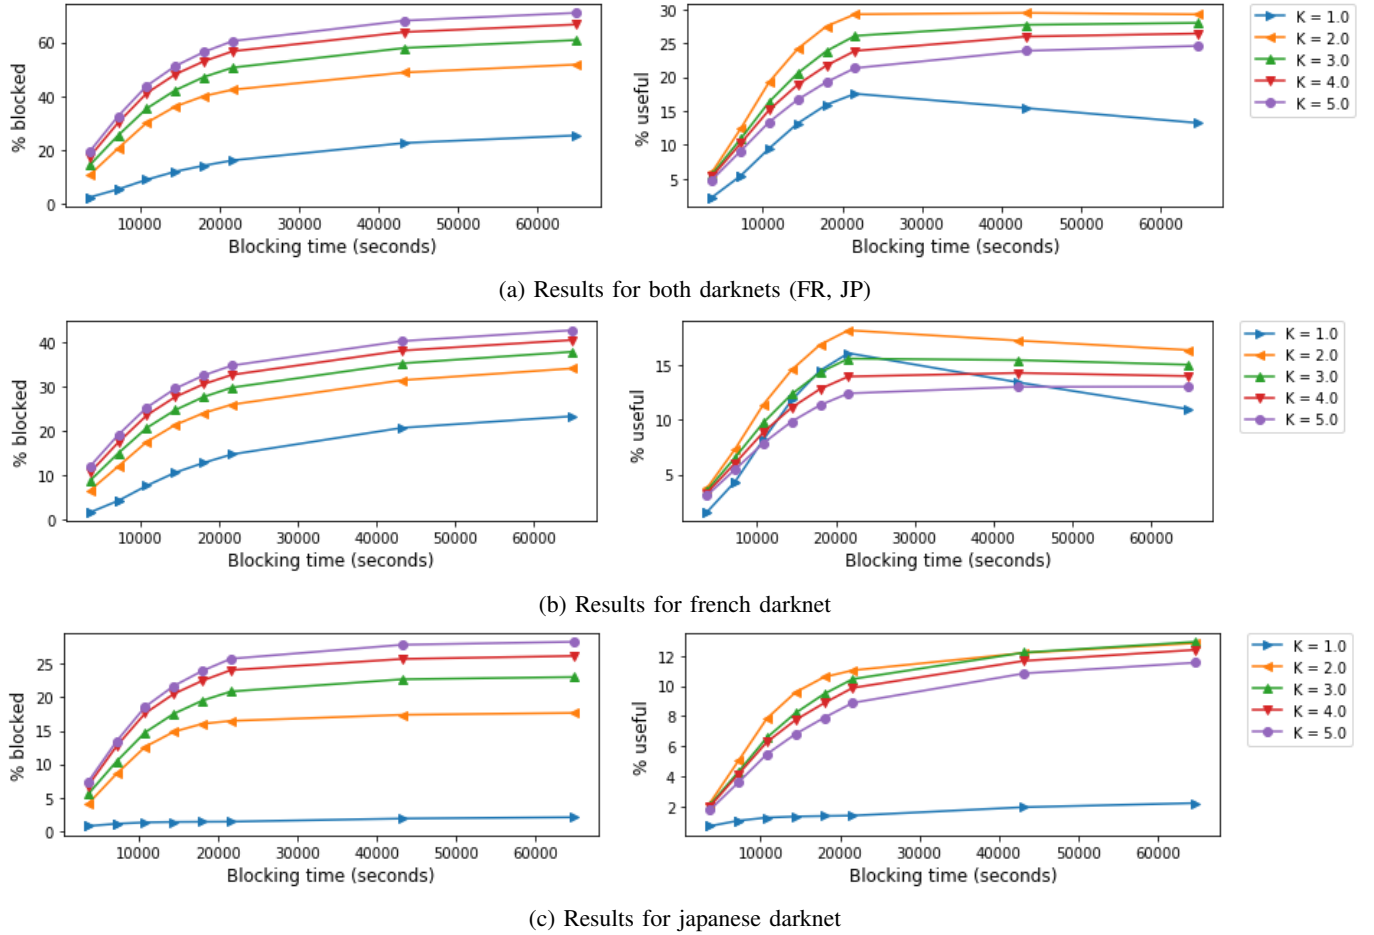 60
40
20
0
% blocked
10000 20000 30000 40000 50000 60000
Blocking time (seconds)
30
25
20
15
10
5
% useful
10000 20000 30000 40000 50000 60000
Blocking time (seconds)
K = 1.0
K = 2.0
K = 3.0
K = 4.0
K = 5.0
(a) Results for both darknets (FR, JP)
40
30
20
10
0
% blocked
10000 20000 30000 40000 50000 60000
Blocking time (seconds)
15
10
5
% useful
10000 20000 30000 40000 50000 60000
Blocking time (seconds)
K = 1.0
K = 2.0
K = 3.0
K = 4.0
K = 5.0
(b) Results for french darknet
25
20
15
10
5
0
% blocked
10000 20000 30000 40000 50000 60000
Blocking time (seconds)
12
10
8
6
4
2
% useful
10000 20000 30000 40000 50000 60000
Blocking time (seconds)
K = 1.0
K = 2.0
K = 3.0
K = 4.0
K = 5.0
(c) Results for japanese darknet